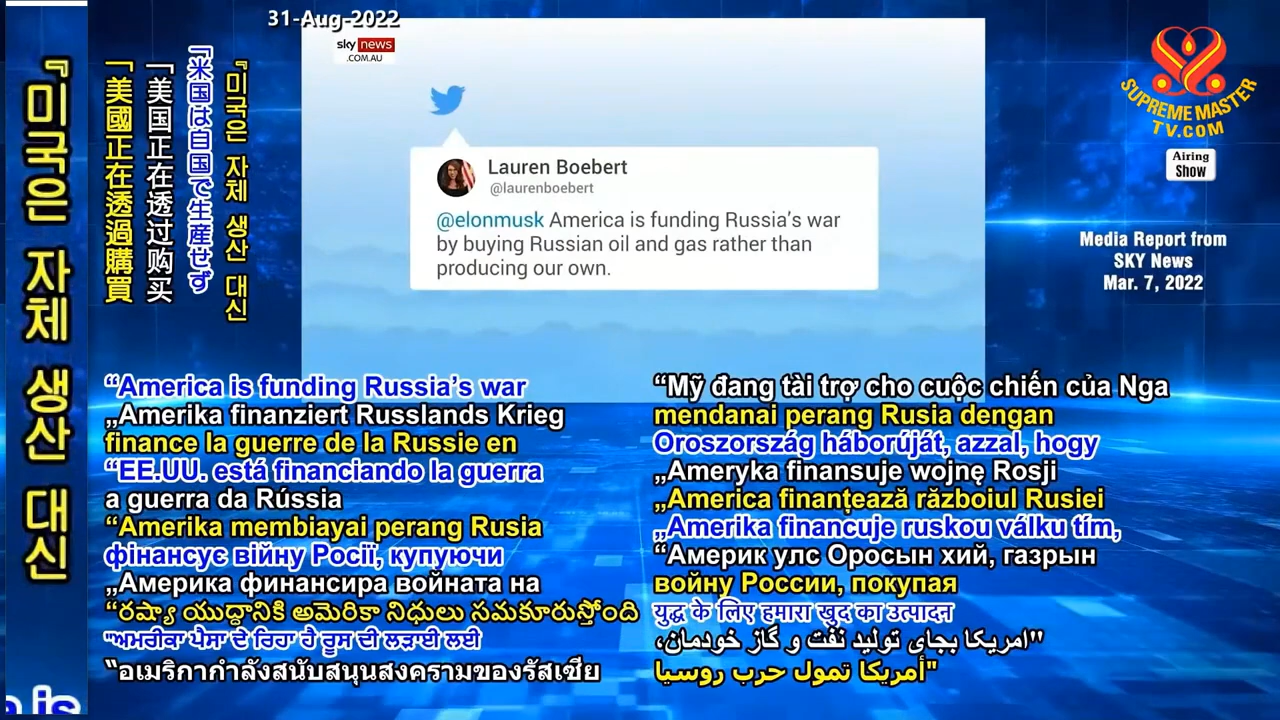 31-Aug-2022
sky news
.COM.AU
Lauren Boebert
@laurenboebert
@elonmusk America is funding Russia's war
by buying Russian oil and gas rather than
producing our own.
SUPREME MASTER
TV.COM
Airing
Show
Media Report from
SKY News
Mar. 7, 2022
『미국은 자체 생산 대신
「美國正在透過購買
「美国正在透过购买
「米国は自国で生産せず
『미국은 자체 생산 대신
“America is funding Russia’s war
„Amerika finanziert Russlands Krieg
finance la guerre de la Russie en
“EE.UU. está financiando la guerra
a guerra da Rússia
“Amerika membiayai perang Rusia
фінансує війну Росії, купуючи
„Америка финансира войната на
“రష్యా యుద్ధానికి అమెరికా నిధులు సమకూరుస్తోంది
"ਅਮਰੀਕਾ ਪੈਸਾ ਦੇ ਰਿਹਾ ਹੈ ਰੂਸ ਦੀ ਲੜਾਈ ਲਈ
“อเมริกากำลังสนับสนุนสงครามของรัสเซีย
“Mỹ đang tài trợ cho cuộc chiến của Nga
mendanai perang Rusia dengan
Oroszország háborúját, azzal, hogy
„Ameryka finansuje wojnę Rosji
„America finanțează războiul Rusiei
„Amerika financuje ruskou válku tím,
“Америк улс Оросын хий, газрын
войну России, покупая
युद्ध के लिए हमारा खुद का उत्पादन
"امریکا بجای تولید نفت و گاز خودمان،
"أمريكا تمول حرب روسيا
is